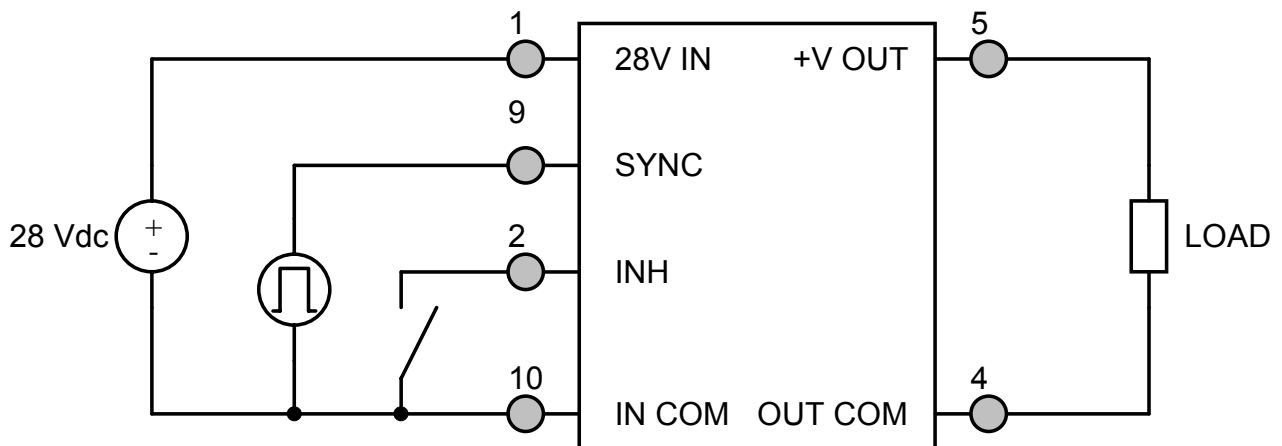 1
5
28V IN
+V OUT
9
SYNC
28 Vdc
+
-
2
INH
LOAD
10
4
IN COM
OUT COM